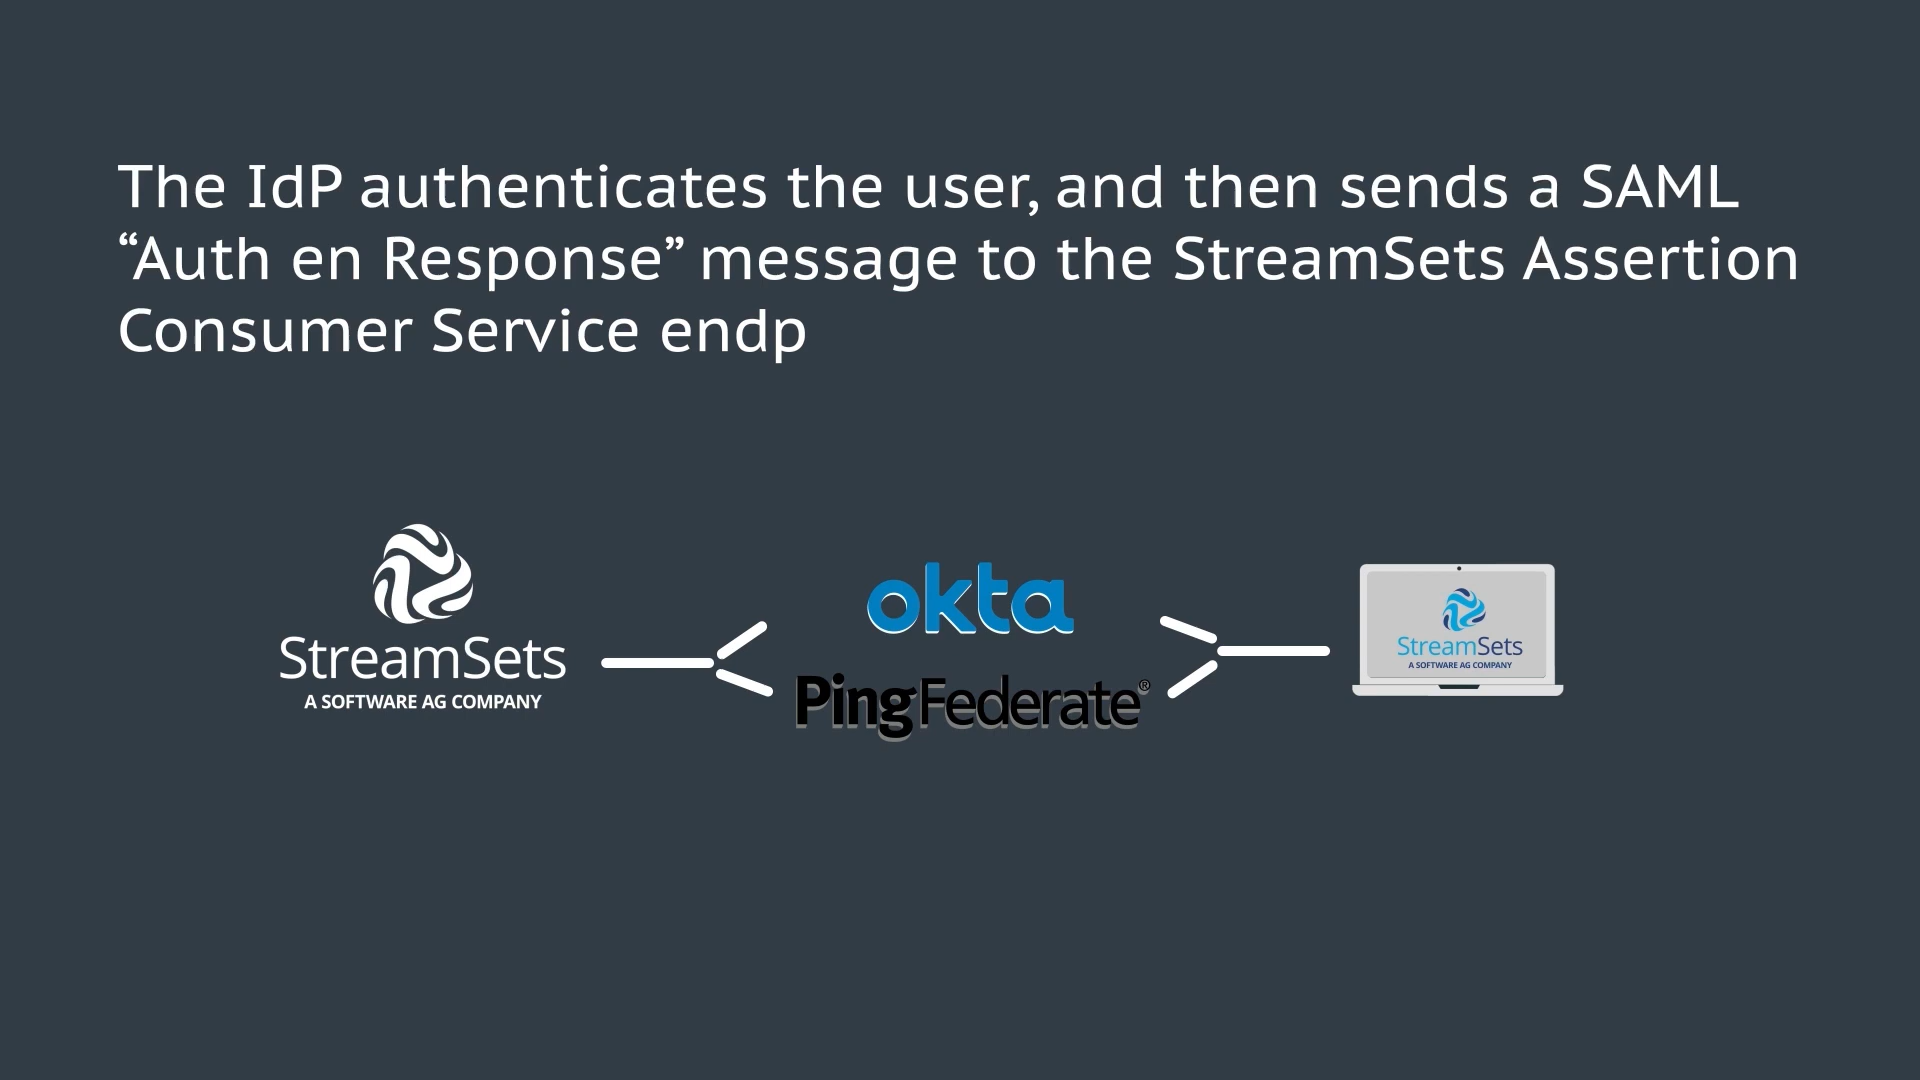 The IdP authenticates the user, and then sends a SAML
“Auth en Response” message to the StreamSets Assertion
Consumer Service endp
StreamSets
A SOFTWARE AG COMPANY
okta
PingFederate®
StreamSets
A SOFTWARE AG COMPANY